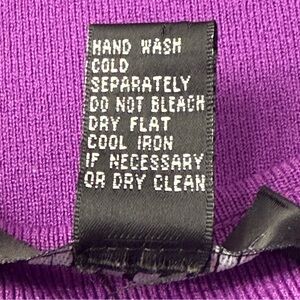 HAND WASH
COLD
SEPARATELY
DO NOT BLEACH
DRY FLAT
COOL IRON
IF NECESSARY
OR DRY CLEAN